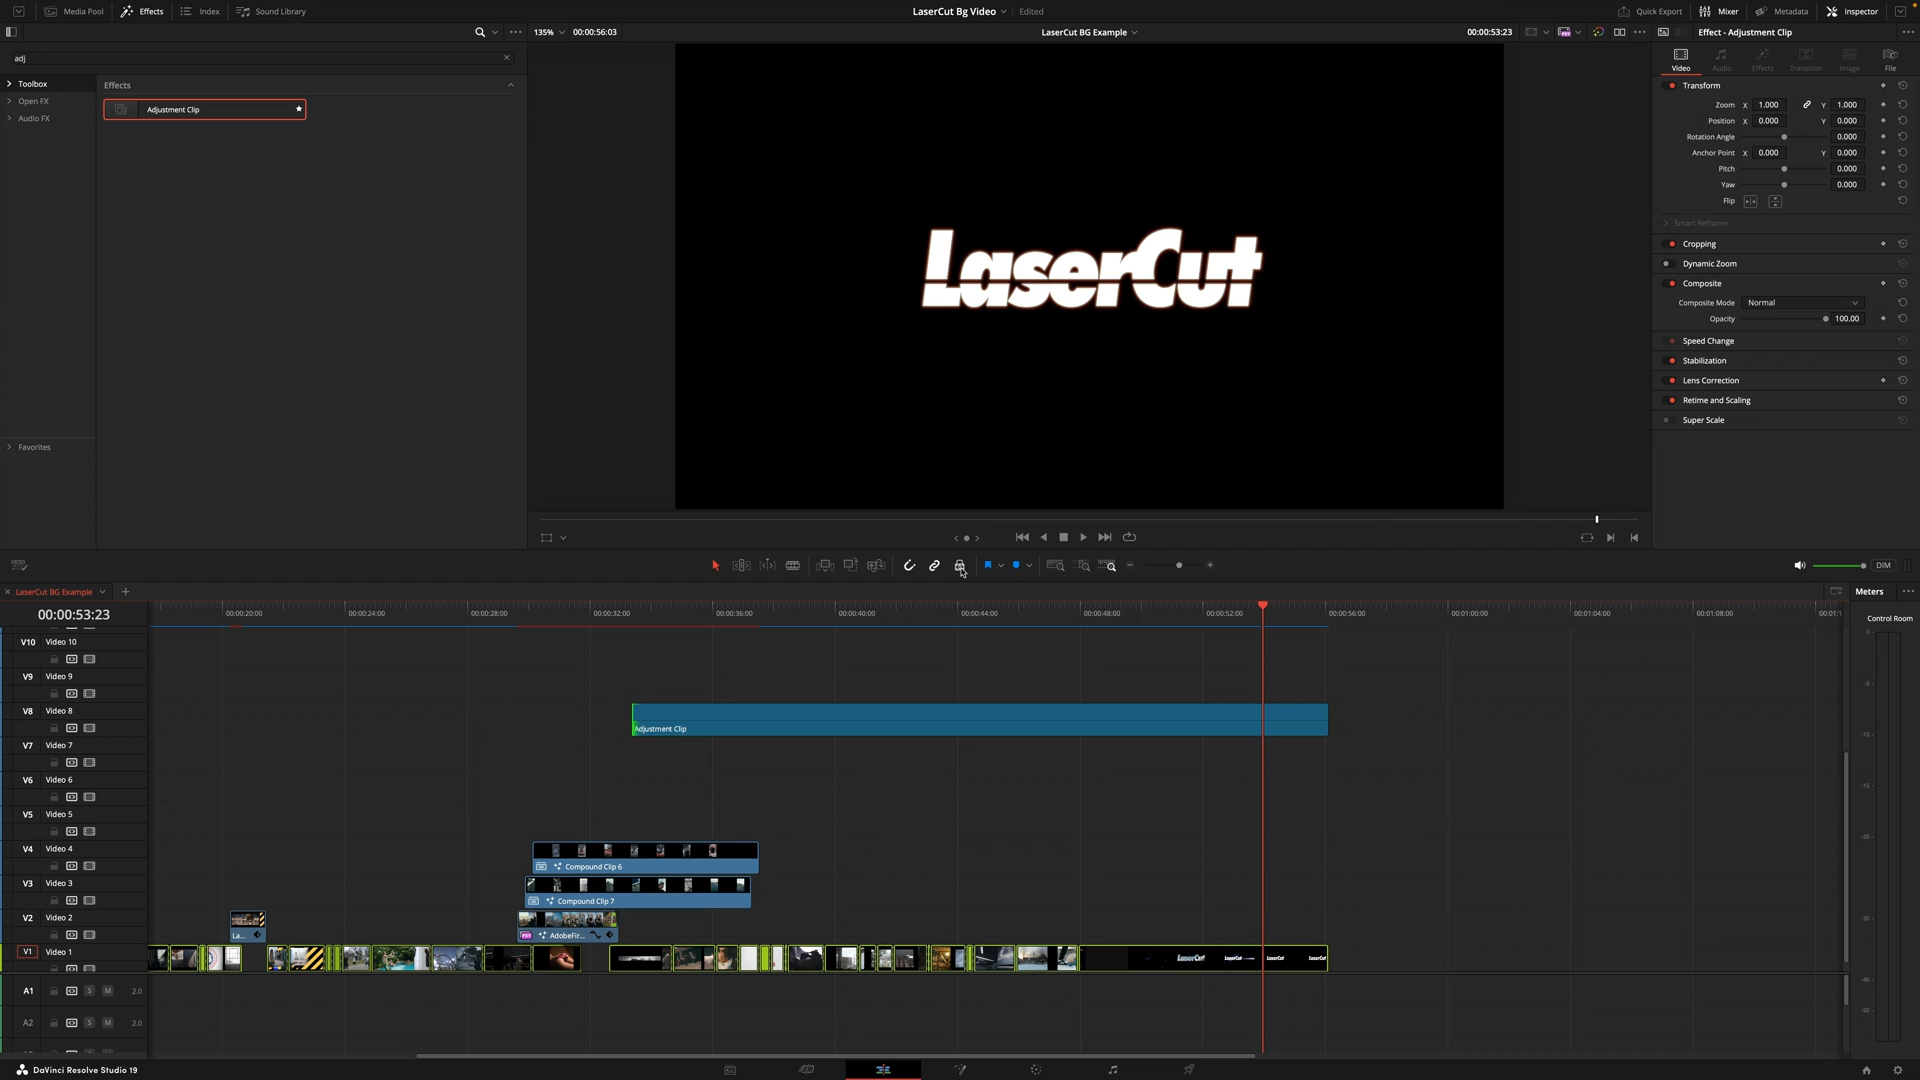 Media Pool
Effects
Index
Sound Library
LaserCut Bg Video
Edited
Quick Export
Mixer
Metadata
Inspector
135%
00:00:56:03
LaserCut BG Example
00:00:53:23
Effect - Adjustment Clip
adj
Toolbox
Open FX
Audio FX
Favorites
Effects
Adjustment Clip
LaserCut
Video
Audio
Effects
Transition
Image
File
Transform
Zoom X 1.000 Y 1.000
Position X 0.000 Y 0.000
Rotation Angle 0.000
Anchor Point X 0.000 Y 0.000
Pitch 0.000
Yaw 0.000
Flip
Smart Reframe
Cropping
Dynamic Zoom
Composite
Composite Mode Normal
Opacity 100.00
Speed Change
Stabilization
Lens Correction
Retime and Scaling
Super Scale
DIM
LaserCut BG Example
Meters
00:00:53:23
00:00:20:00
00:00:24:00
00:00:28:00
00:00:32:00
00:00:36:00
00:00:40:00
00:00:44:00
00:00:48:00
00:00:52:00
00:00:56:00
00:01:00:00
00:01:04:00
00:01:08:00
00:01:1
Control Room
V10 Video 10
V9 Video 9
V8 Video 8
Adjustment Clip
V7 Video 7
V6 Video 6
V5 Video 5
V4 Video 4
Compound Clip 6
V3 Video 3
Compound Clip 7
V2 Video 2
La...
AdobeFir...
V1 Video 1
LaserCut
LaserCut
LaserCut
LaserCut
A1 S M 2.0
A2 S M 2.0
0
-5
-10
-15
-20
-30
-40
-50
DaVinci Resolve Studio 19